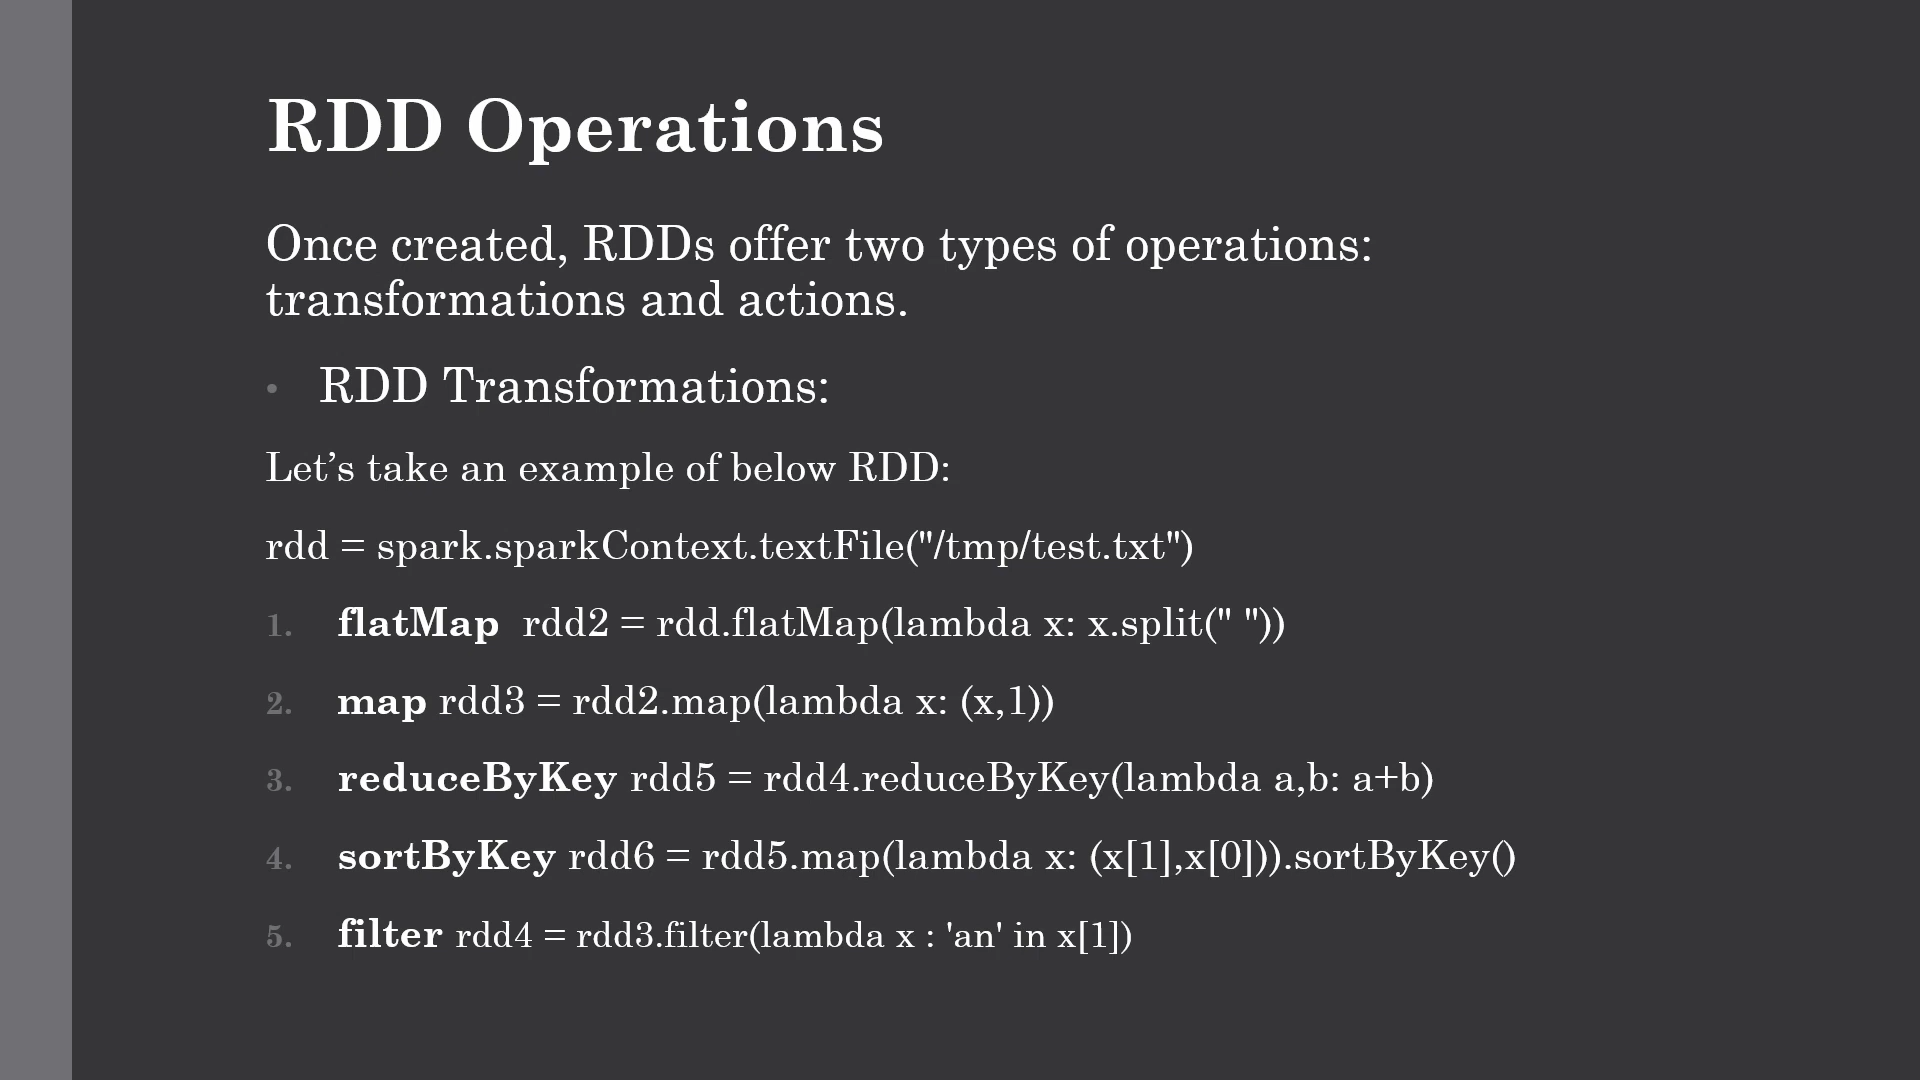 RDD Operations
Once created, RDDs offer two types of operations:
transformations and actions.
• RDD Transformations:
Let’s take an example of below RDD:
rdd = spark.sparkContext.textFile("/tmp/test.txt")
1. flatMap  rdd2 = rdd.flatMap(lambda x: x.split(" "))
2. map rdd3 = rdd2.map(lambda x: (x,1))
3. reduceByKey rdd5 = rdd4.reduceByKey(lambda a,b: a+b)
4. sortByKey rdd6 = rdd5.map(lambda x: (x[1],x[0])).sortByKey()
5. filter rdd4 = rdd3.filter(lambda x : 'an' in x[1])